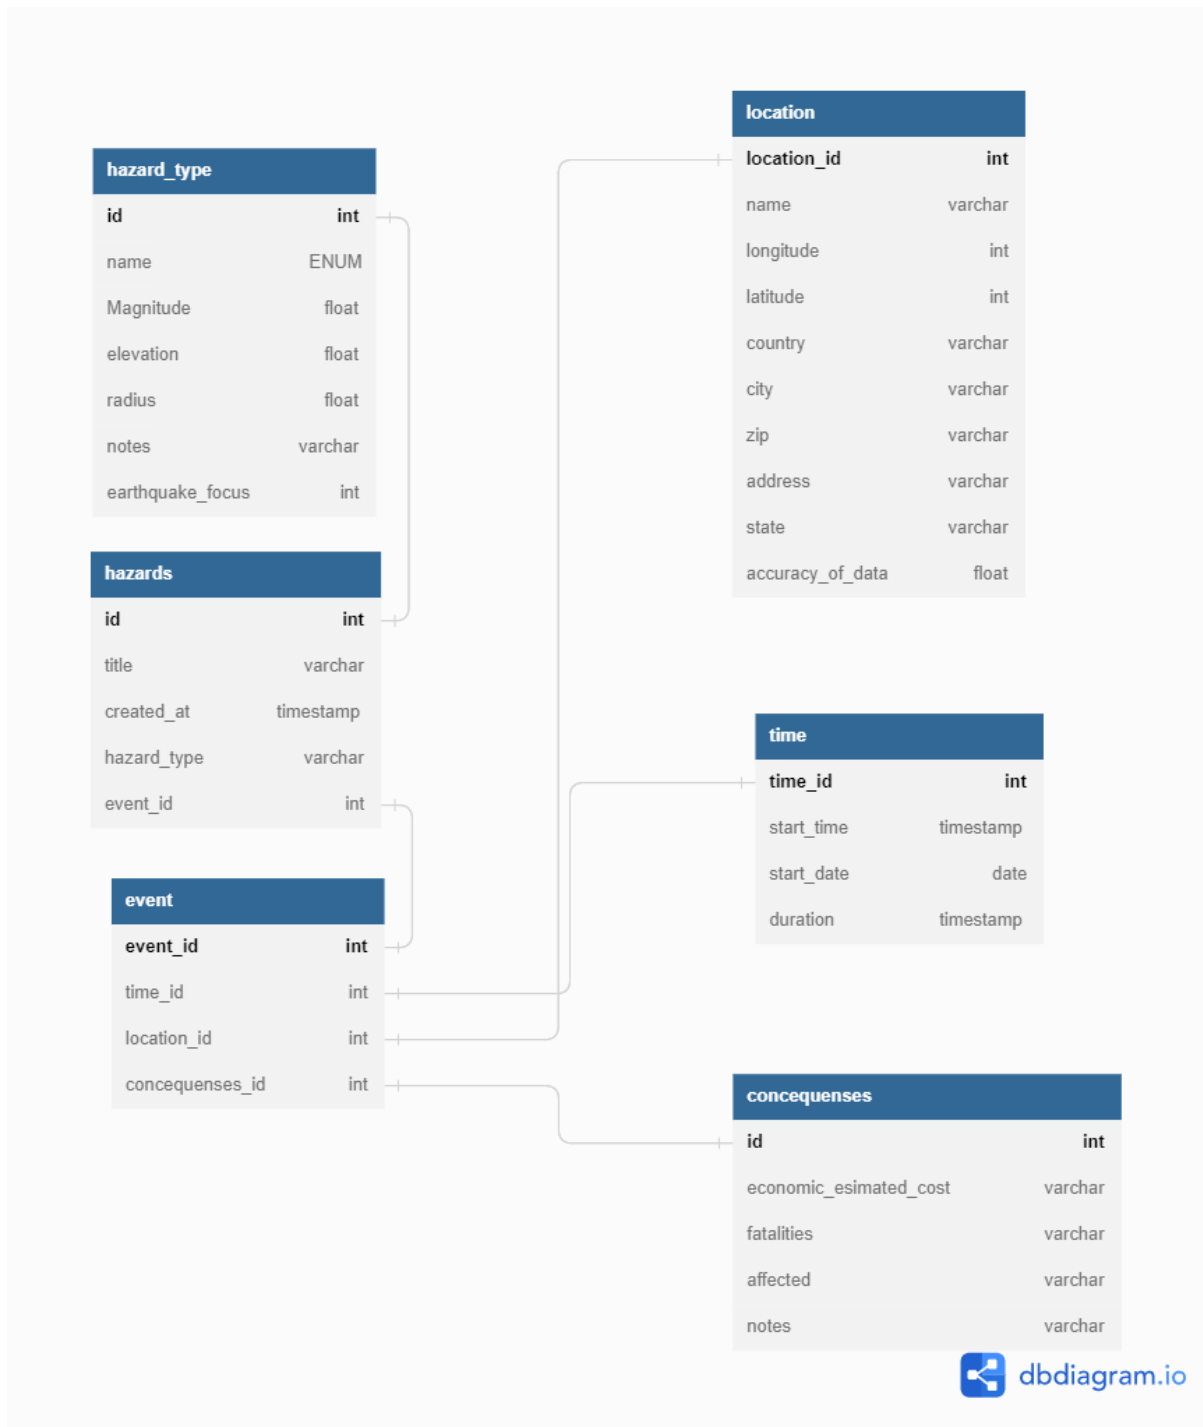 hazard_type
id int
name ENUM
Magnitude float
elevation float
radius float
notes varchar
earthquake_focus int
hazards
id int
title varchar
created_at timestamp
hazard_type varchar
event_id int
event
event_id int
time_id int
location_id int
concequenses_id int
location
location_id int
name varchar
longitude int
latitude int
country varchar
city varchar
zip varchar
address varchar
state varchar
accuracy_of_data float
time
time_id int
start_time timestamp
start_date date
duration timestamp
concequenses
id int
economic_esimated_cost varchar
fatalities varchar
affected varchar
notes varchar
dbdiagram.io